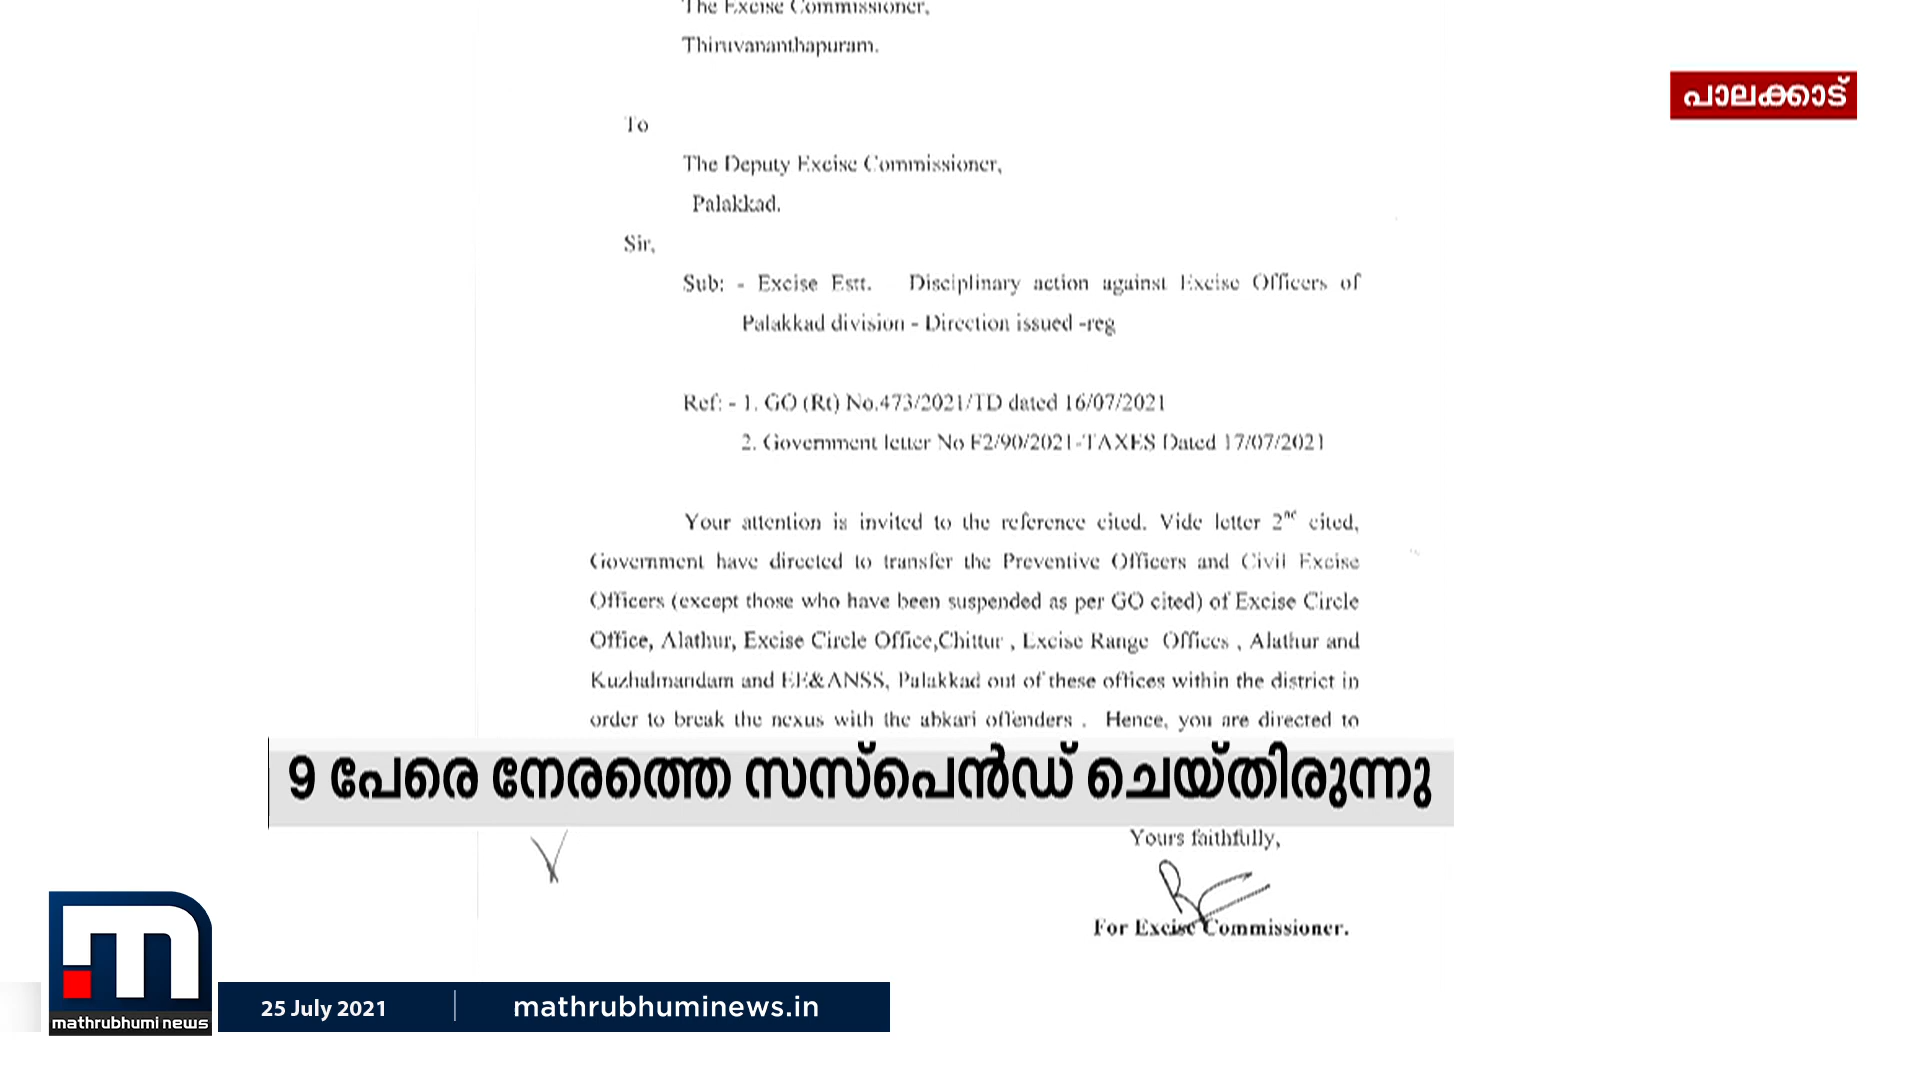 The Excise Commissioner,
Thiruvananthapuram.
പാലക്കാട്
To
The Deputy Excise Commissioner,
Palakkad.
Sir,
Sub: - Excise Estt. Disciplinary action against Excise Officers of
Palakkad division - Direction issued -reg
Ref: - 1. GO (Rt) No.473/2021/TD dated 16/07/2021
2. Government letter No F2/90/2021-TAXES Dated 17/07/2021
Your attention is invited to the reference cited. Vide letter 2nd cited,
Government have directed to transfer the Preventive Officers and Civil Excise
Officers (except those who have been suspended as per GO cited) of Excise Circle
Office, Alathur, Excise Circle Office,Chittur , Excise Range Offices , Alathur and
Kuzhalmandam and EE&ANSS, Palakkad out of these offices within the district in
order to break the nexus with the abkari offenders . Hence, you are directed to
9 പേരെ നേരത്തെ സസ്പെൻഡ് ചെയ്തിരുന്നു
Yours faithfully,
For Excise Commissioner.
mathrubhumi news
25 July 2021
mathrubhuminews.in